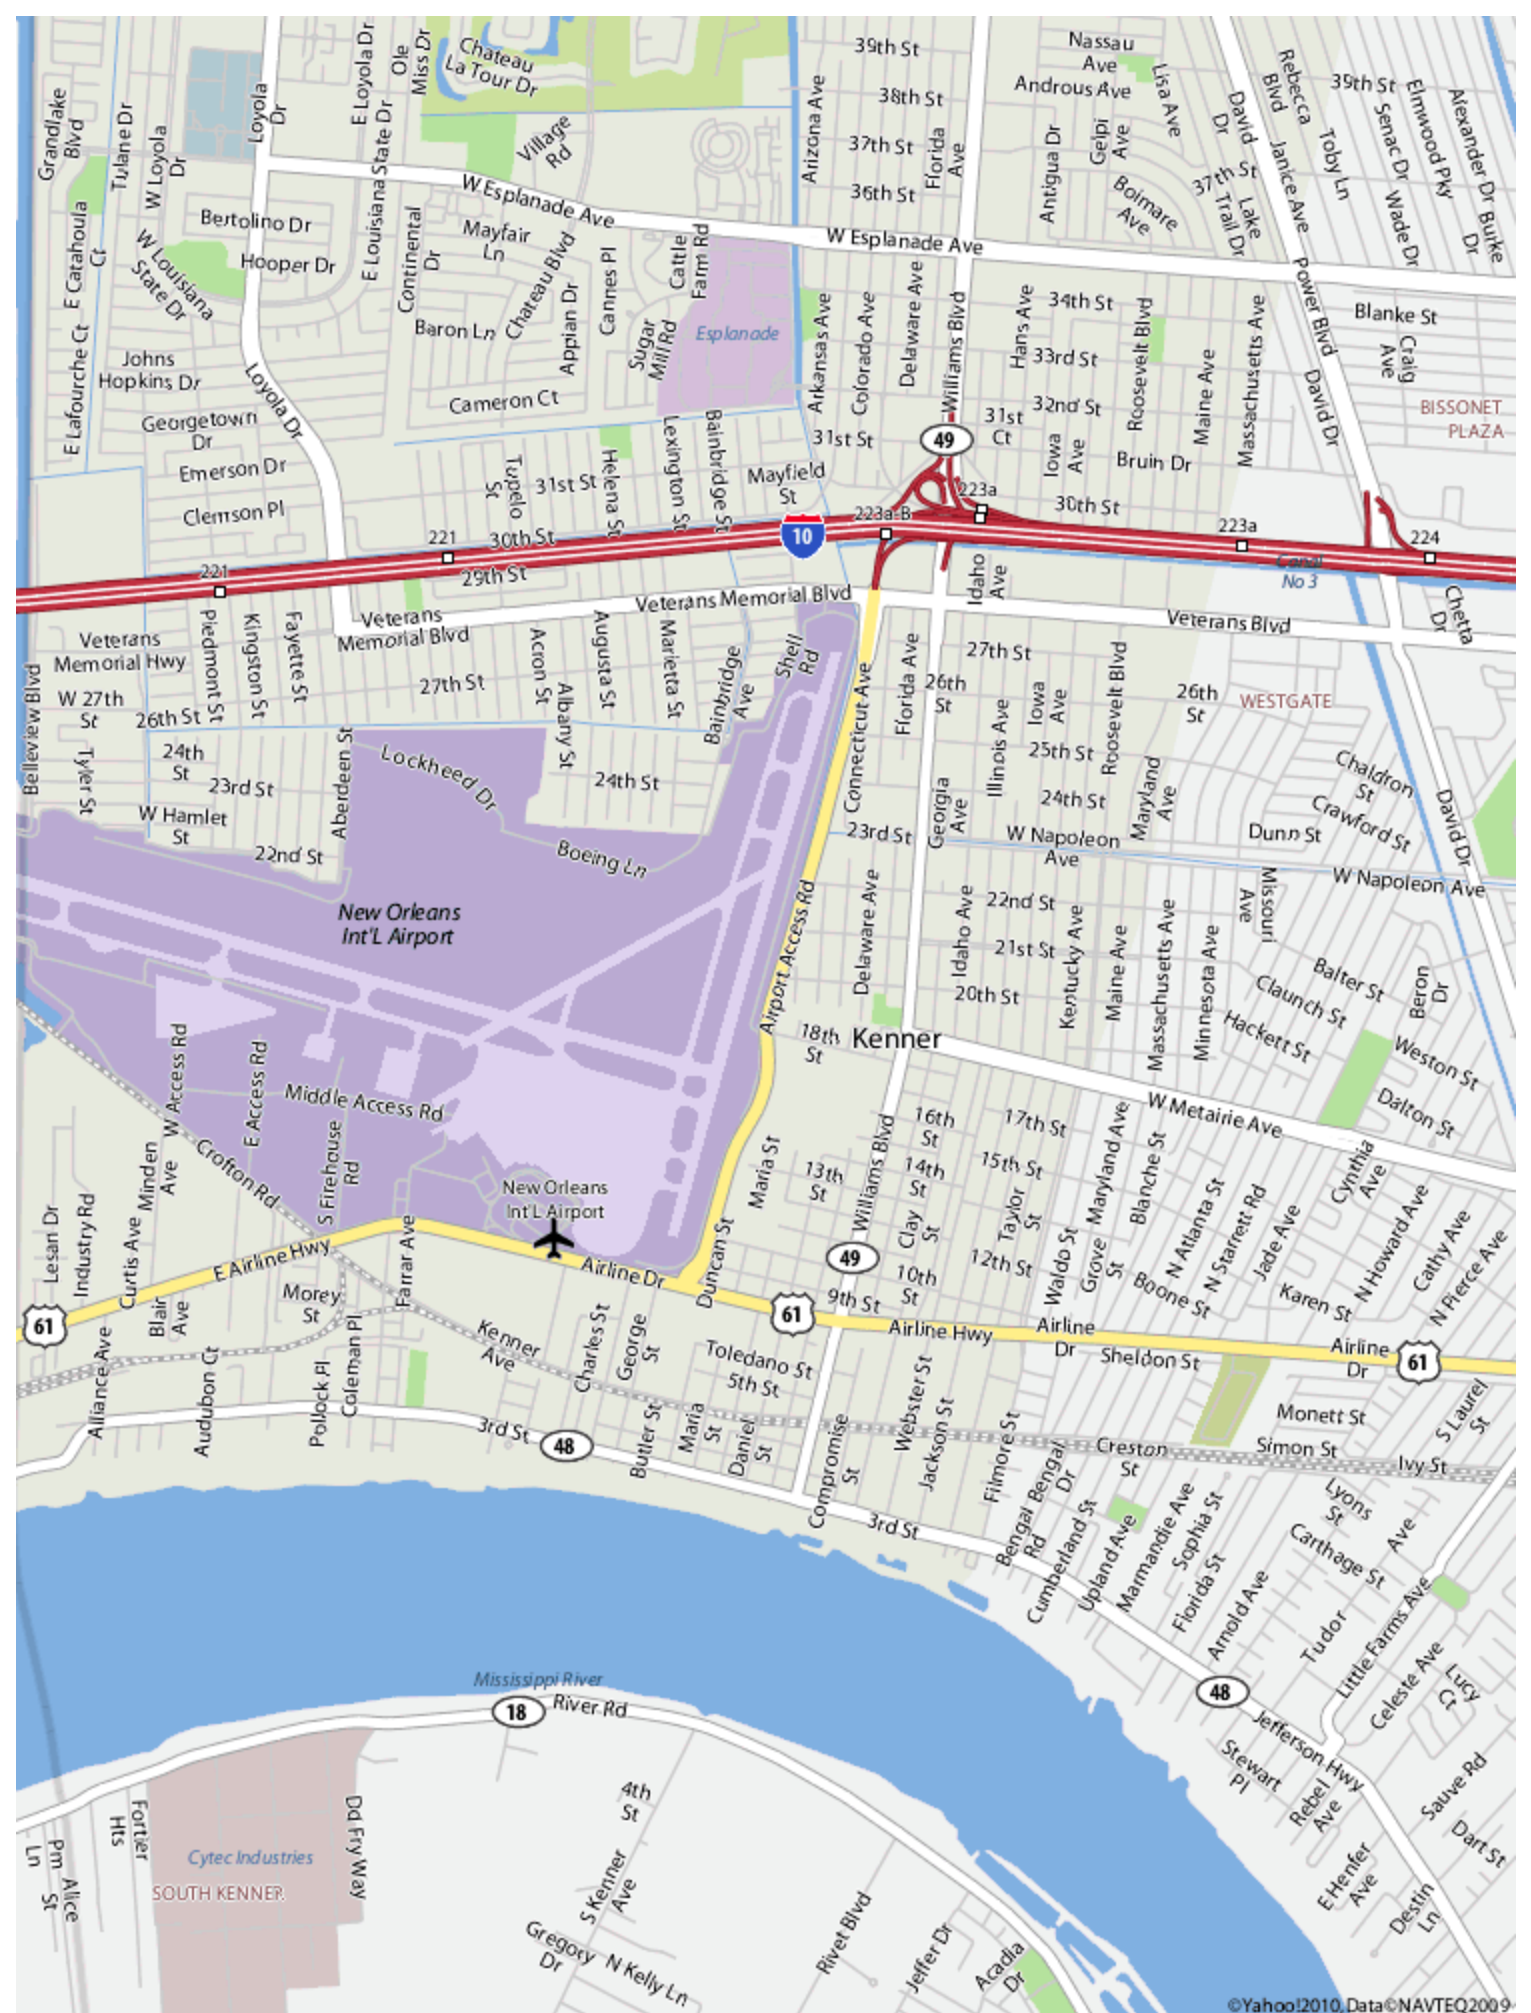 39th St
Nassau
Ave
Chateau
La Tour Dr
E Loyola Dr
Ole
Miss Dr
Loyola
Dr
Grandlake
Blvd
Tulane Dr
W Loyola
Dr
E Louisiana State Dr
Village
Rd
Arizona Ave
38th St
Androus Ave
Lisa Ave
David
Dr
Rebecca
Blvd
39th St
Senac Dr
Elmwood Pky
Alexander Dr
37th St
Florida
Ave
36th St
Antigua Dr
Gelpi
Ave
Boimare
Ave
37th St
Lake
Trail Dr
Janice Ave
Toby Ln
Wade Dr
Burke
Dr
W Esplanade Ave
W Esplanade Ave
Bertolino Dr
Hooper Dr
W Louisiana
State Dr
E Catahoula
Ct
Continental
Dr
Mayfair
Ln
Chateau Blvd
Cannes Pl
Cattle
Farm Rd
Baron Ln
Appian Dr
Sugar
Mill Rd
Esplanade
Arkansas Ave
Colorado Ave
Delaware Ave
Williams Blvd
Hans Ave
34th St
33rd St
32nd St
Roosevelt Blvd
Maine Ave
Massachusetts Ave
Power Blvd
Blanke St
Craig
Ave
David Dr
BISSONET
PLAZA
E Lafourche Ct
Johns
Hopkins Dr
Loyola Dr
Georgetown
Dr
Cameron Ct
Emerson Dr
Clemson Pl
Tupelo
St
31st St
Helena St
Lexington St
Bainbridge St
Mayfield
St
31st St
49
31st
Ct
Iowa
Ave
Bruin Dr
30th St
223a
223a-B
223a
224
10
221
221
30th St
29th St
Canal
No 3
Idaho
Ave
Chetta
Dr
Veterans Memorial Blvd
Veterans
Memorial Blvd
Veterans Blvd
Veterans
Memorial Hwy
Piedmont St
Kingston St
Fayette St
W 27th
St
26th St
27th St
Acron St
Albany St
Augusta St
Marietta St
Bainbridge
Ave
Shell
Rd
Belleview Blvd
Tyler St
24th
St
23rd St
W Hamlet
St
22nd St
Aberdeen St
Lockheed Dr
Boeing Ln
24th St
Connecticut Ave
Florida Ave
27th St
26th
St
Iowa
Ave
Illinois Ave
Roosevelt Blvd
26th
St
WESTGATE
25th St
24th St
Maryland
Ave
Georgia
Ave
23rd St
W Napoleon
Ave
Dunn St
Chaldron
St
Crawford St
David Dr
W Napoleon Ave
New Orleans
Int'L Airport
Airport Access Rd
Delaware Ave
Idaho Ave
22nd St
21st St
20th St
Kentucky Ave
Maine Ave
Massachusetts Ave
Minnesota Ave
Missouri
Ave
Balter St
Claunch St
Hackett St
Beron
Dr
Weston St
Dalton St
18th
St
Kenner
W Metairie Ave
W Access Rd
E Access Rd
Middle Access Rd
S Firehouse
Rd
Crofton Rd
Minden
Ave
Lesan Dr
Industry Rd
Curtis Ave
Blair
Ave
New Orleans
Int'L Airport
Maria St
13th
St
Williams Blvd
16th
St
14th
St
Clay
St
17th St
15th St
Taylor
St
12th St
10th
St
9th St
Maryland Ave
Grove
St
Blanche St
Waldo St
Boone St
N Atlanta St
N Starrett Rd
Jade Ave
Karen St
Cynthia
Ave
N Howard Ave
Cathy Ave
N Pierce Ave
61
E Airline Hwy
Farrar Ave
Airline Dr
Duncan St
61
49
Airline Hwy
Airline
Dr
Airline
Dr
61
Morey
St
Alliance Ave
Audubon Ct
Pollock Pl
Coleman Pl
Kenner
Ave
Charles St
George
St
Toledano St
5th St
Sheldon St
3rd St
48
Butler St
Maria
St
Daniel
St
Compromise
St
Webster St
Jackson St
Filmore St
Bengal
Dr
Bengal
Rd
Creston
St
Monett St
Simon St
Ivy St
S Laurel
St
3rd St
Cumberland St
Upland Ave
Marmandie Ave
Sophia St
Florida St
Arnold Ave
Lyons
St
Carthage St
Tudor
Ave
Little Farms Ave
Celeste Ave
Lucy
Ct
48
Jefferson Hwy
Stewart
Pl
Rebel
Ave
Sauve Rd
Dart St
E Henfer
Ave
Destin
Ln
Mississippi River
18
River Rd
4th
St
Fortier
Hts
Dd Fry Way
Cytec Industries
SOUTH KENNER
Pm
Ln
Alice
St
S Kenner
Ave
Gregory
Dr
N Kelly Ln
Rivet Blvd
Jeffer Dr
Acadia
Dr
©Yahoo!2010, Data©NAVTEQ2009